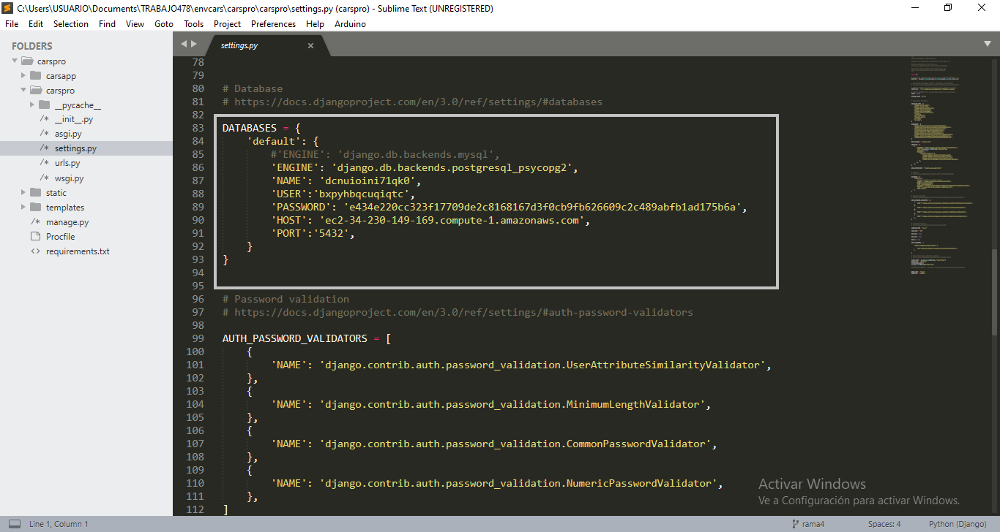 C:\Users\USUARIO\Documents\TRABAJO478\envcars\carspro\carspro\settings.py (carspro) - Sublime Text (UNREGISTERED)
File Edit Selection Find View Goto Tools Project Preferences Help Arduino
FOLDERS
carspro
carsapp
carspro
__pycache__
/* __init__.py
/* asgi.py
/* settings.py
/* urls.py
/* wsgi.py
static
templates
/* manage.py
Procfile
<> requirements.txt
settings.py
78
79
80 # Database
81 # https://docs.djangoproject.com/en/3.0/ref/settings/#databases
82
83 DATABASES = {
84 'default': {
85 #'ENGINE': 'django.db.backends.mysql',
86 'ENGINE': 'django.db.backends.postgresql_psycopg2',
87 'NAME': 'dcnuioini71qk0',
88 'USER':'bxpyhbqcuqiqtc',
89 'PASSWORD': 'e434e220cc323f17709de2c8168167d3f0cb9fb626609c2c489abfb1ad175b6a',
90 'HOST': 'ec2-34-230-149-169.compute-1.amazonaws.com',
91 'PORT':'5432',
92 }
93 }
94
95
96 # Password validation
97 # https://docs.djangoproject.com/en/3.0/ref/settings/#auth-password-validators
98
99 AUTH_PASSWORD_VALIDATORS = [
100 {
101 'NAME': 'django.contrib.auth.password_validation.UserAttributeSimilarityValidator',
102 },
103 {
104 'NAME': 'django.contrib.auth.password_validation.MinimumLengthValidator',
105 },
106 {
107 'NAME': 'django.contrib.auth.password_validation.CommonPasswordValidator',
108 },
109 {
110 'NAME': 'django.contrib.auth.password_validation.NumericPasswordValidator',
111 },
112 ]
Activar Windows
Ve a Configuración para activar Windows.
Line 1, Column 1
rama4
Spaces: 4
Python (Django)